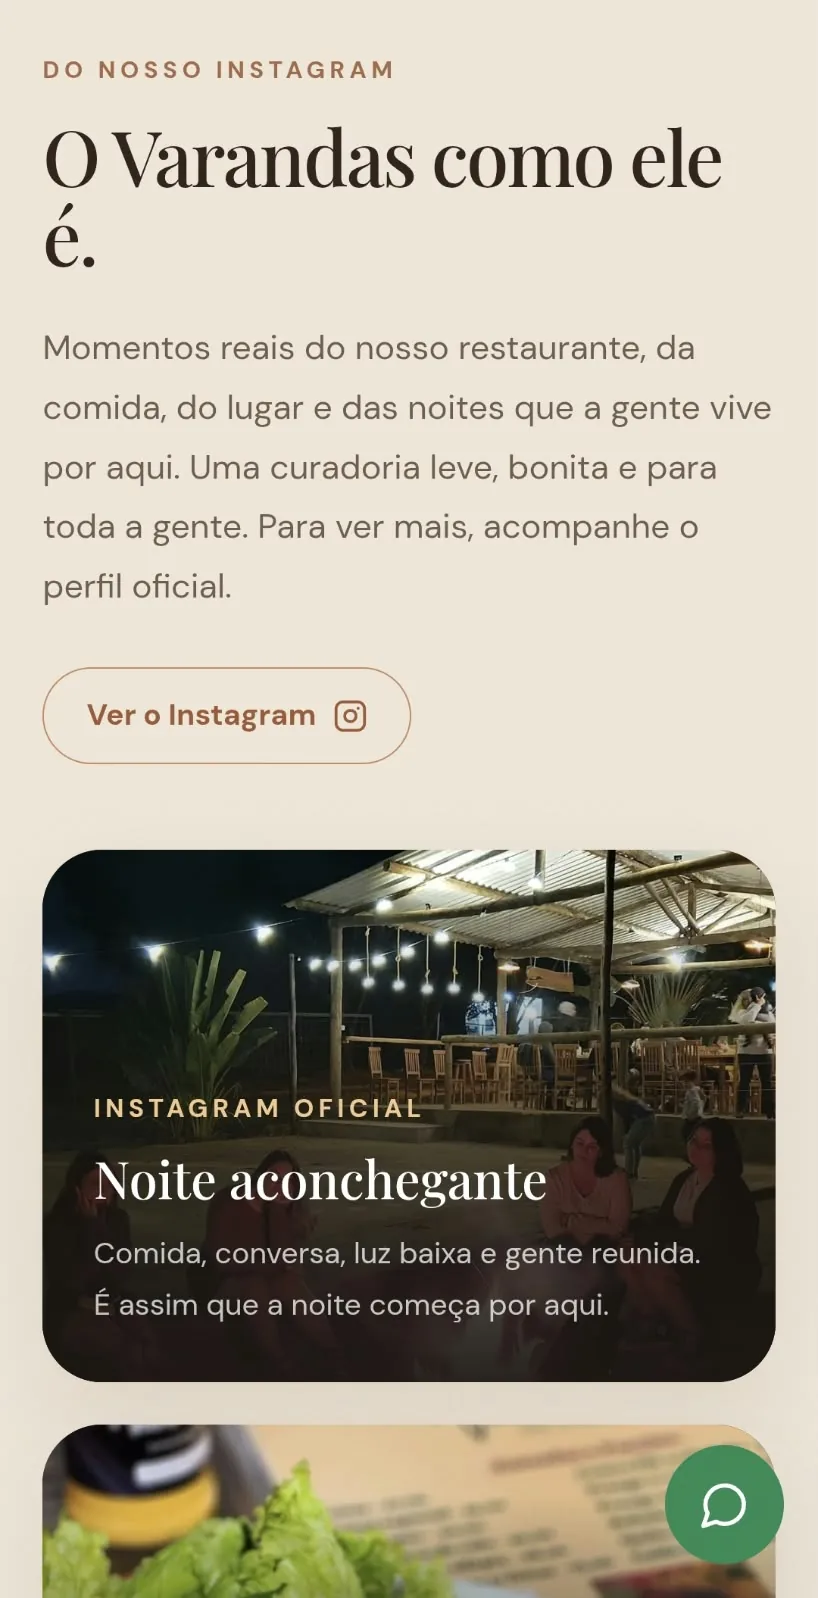 DO NOSSO INSTAGRAM
O Varandas como ele
é.
Momentos reais do nosso restaurante, da
comida, do lugar e das noites que a gente vive
por aqui. Uma curadoria leve, bonita e para
toda a gente. Para ver mais, acompanhe o
perfil oficial.
Ver o Instagram
INSTAGRAM OFICIAL
Noite aconchegante
Comida, conversa, luz baixa e gente reunida.
É assim que a noite começa por aqui.